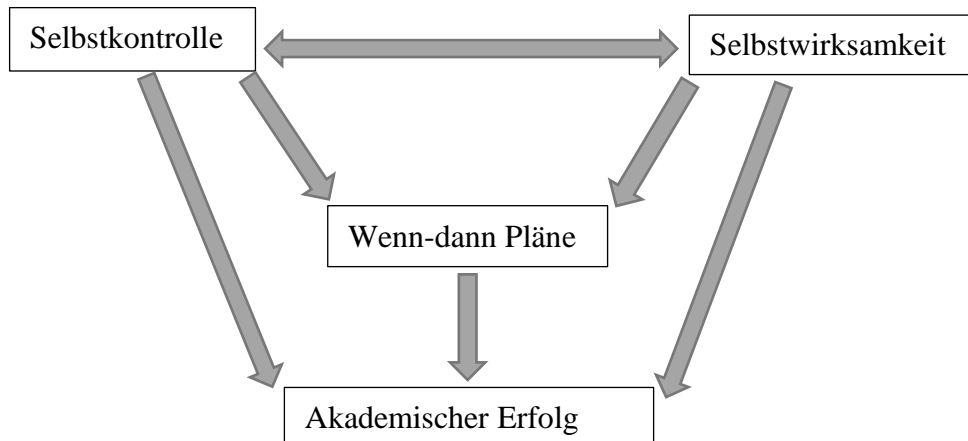 Selbstkontrolle
Selbstwirksamkeit
Wenn-dann Pläne
Akademischer Erfolg